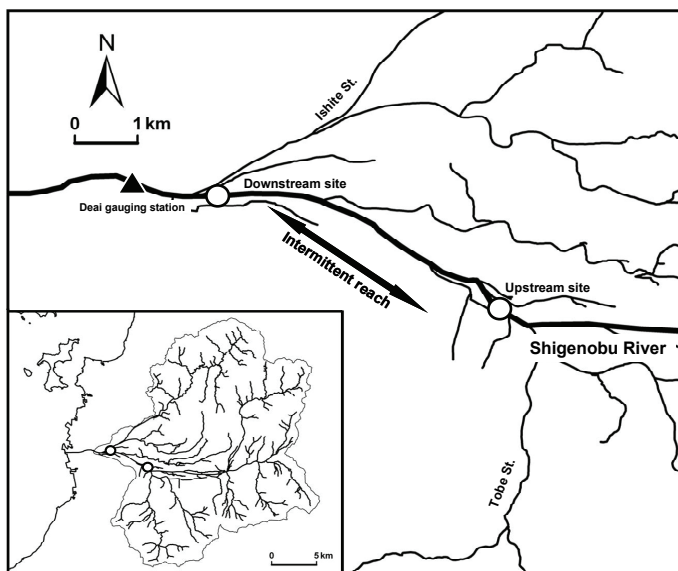 N
0 1 km
Ishite St.
Downstream site
Deai gauging station
Intermittent reach
Upstream site
Shigenobu River
Tobe St.
0 5 km